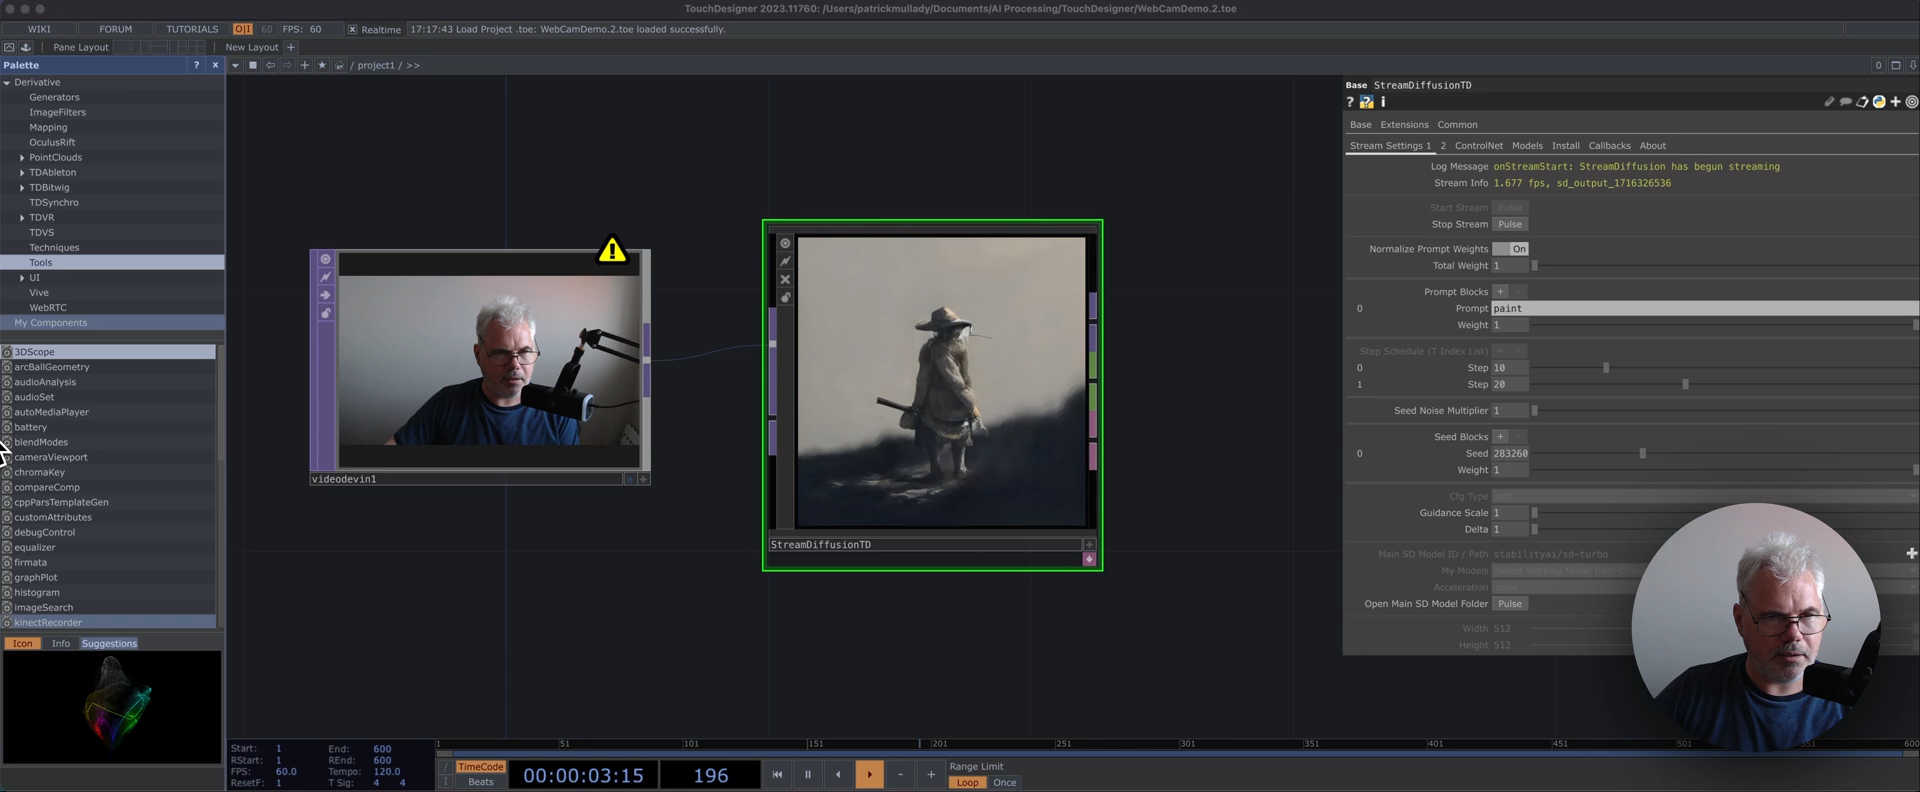 TouchDesigner 2023.11760: /Users/patrickmullady/Documents/AI Processing/TouchDesigner/WebCamDemo.2.toe
WIKI FORUM TUTORIALS O|I 60 FPS: 60 Realtime 17:17:43 Load Project .toe: WebCamDemo.2.toe loaded successfully.
Pane Layout New Layout +
Palette ? x / project1 / >> 0
Derivative
Generators
ImageFilters
Mapping
OculusRift
PointClouds
TDAbleton
TDBitwig
TDSynchro
TDVR
TDVS
Techniques
Tools
UI
Vive
WebRTC
My Components
3DScope
arcBallGeometry
audioAnalysis
audioSet
autoMediaPlayer
battery
blendModes
cameraViewport
chromaKey
compareComp
cppParsTemplateGen
customAttributes
debugControl
equalizer
firmata
graphPlot
histogram
imageSearch
kinectRecorder
Icon Info Suggestions
videodevin1
StreamDiffusionTD
Base StreamDiffusionTD
? ? i
Base Extensions Common
Stream Settings 1 2 ControlNet Models Install Callbacks About
Log Message onStreamStart: StreamDiffusion has begun streaming
Stream Info 1.677 fps, sd_output_1716326536
Start Stream Pulse
Stop Stream Pulse
Normalize Prompt Weights On
Total Weight 1
Prompt Blocks + -
0 Prompt paint
Weight 1
Step Schedule (T Index List) + -
0 Step 10
1 Step 20
Seed Noise Multiplier 1
Seed Blocks + -
0 Seed 283260
Weight 1
Cfg Type
Guidance Scale 1
Delta 1
Main SD Model ID / Path stabilityai/sd-turbo
My Models
Acceleration
Open Main SD Model Folder Pulse
Width 512
Height 512
Start: 1 End: 600
RStart: 1 REnd: 600
FPS: 60.0 Tempo: 120.0
ResetF: 1 T Sig: 4 4
1 51 101 151 201 251 301 351 401 451 501 551 600
TimeCode
Beats
00:00:03:15 196
- +
Range Limit
Loop Once